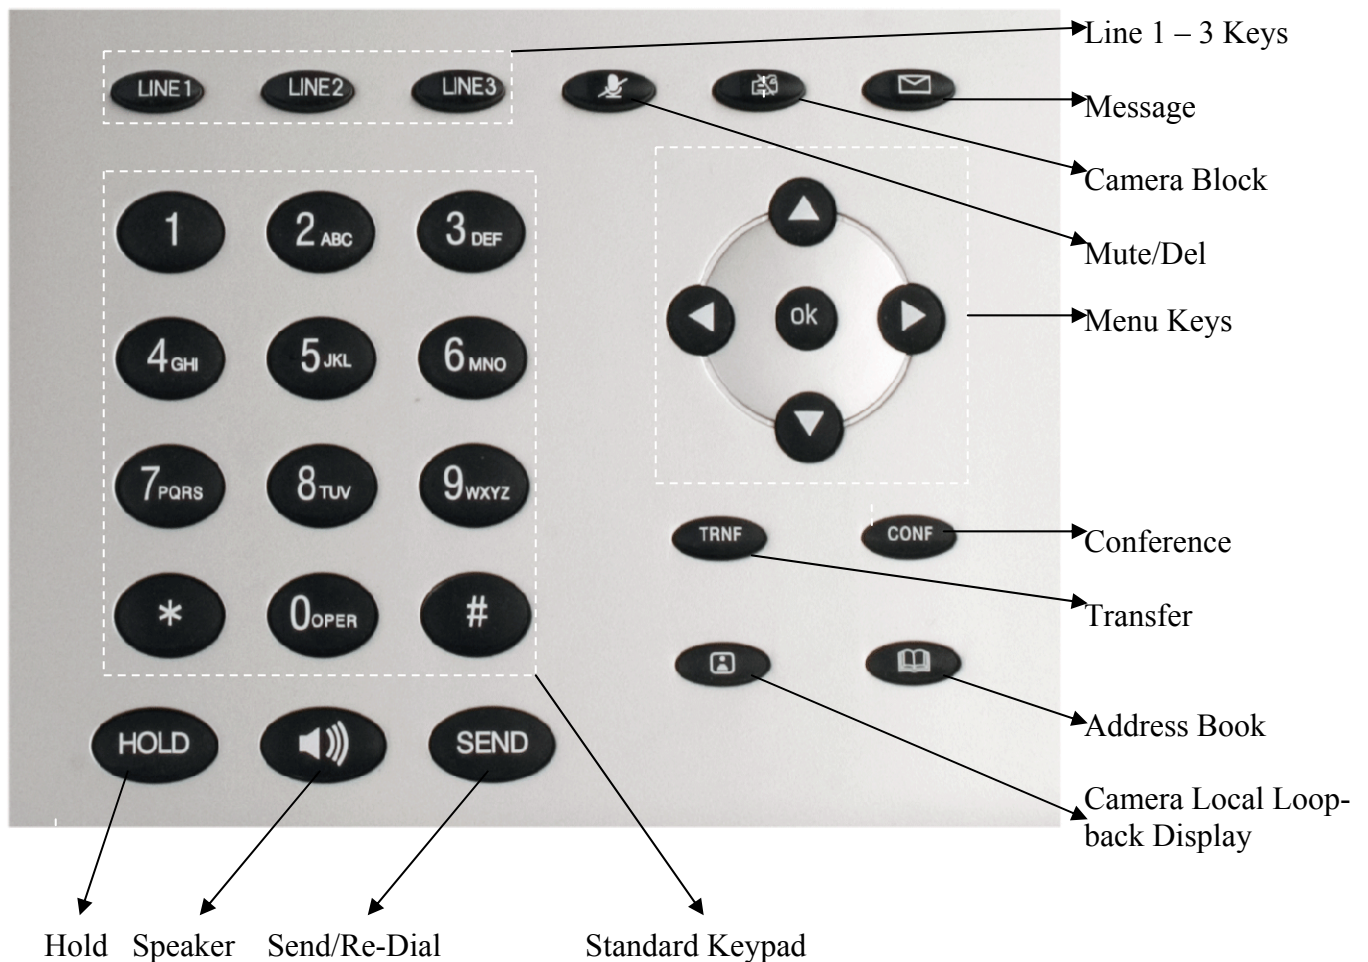 Line 1 – 3 Keys
LINE1 LINE2 LINE3
Message
Camera Block
1 2 ABC 3 DEF
Mute/Del
ok
Menu Keys
4 GHI 5 JKL 6 MNO
7 PQRS 8 TUV 9 WXYZ
TRNF CONF
Conference
* 0 OPER #
Transfer
Address Book
HOLD SEND
Camera Local Loop-
back Display
Hold Speaker Send/Re-Dial Standard Keypad